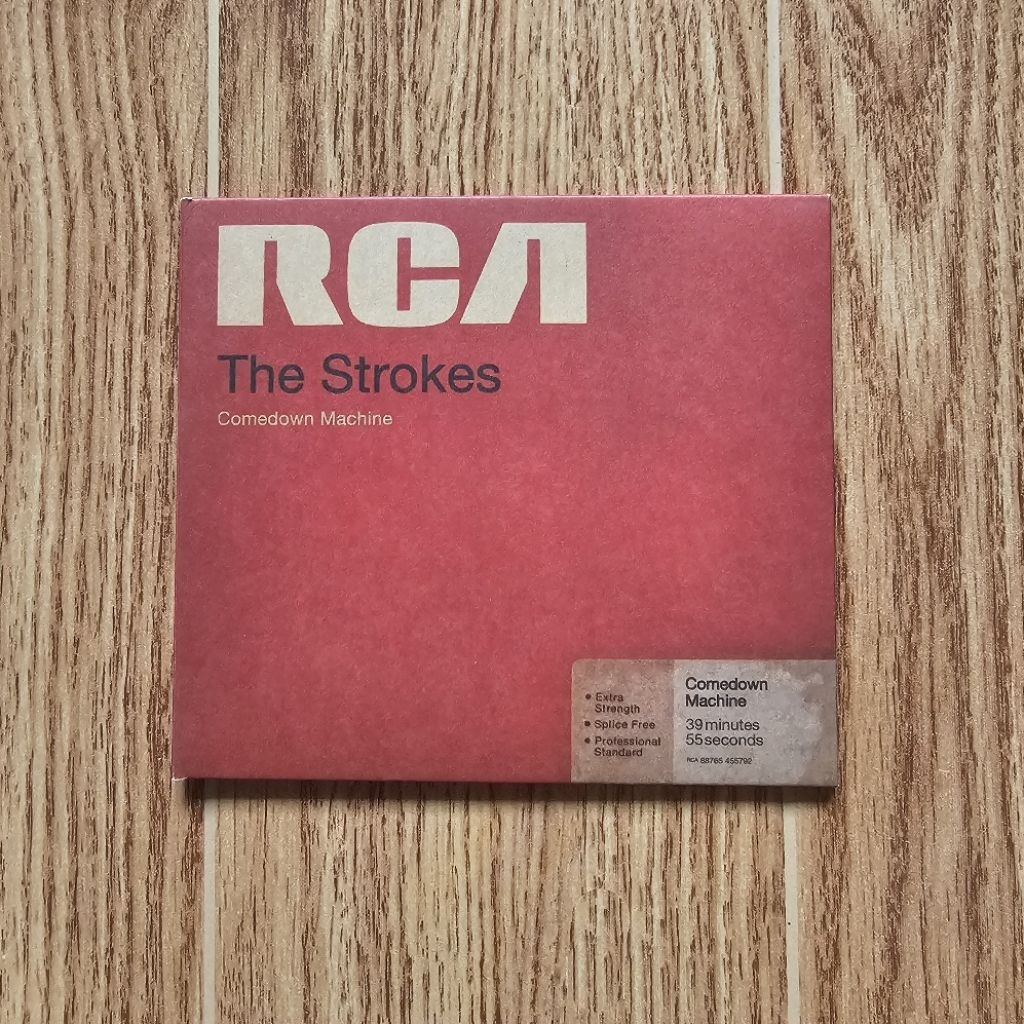 RCA
The Strokes
Comedown Machine
• Extra
Strength
• Splice Free
• Professional
Standard
Comedown
Machine
39 minutes
55 seconds
RCA 88765 455792